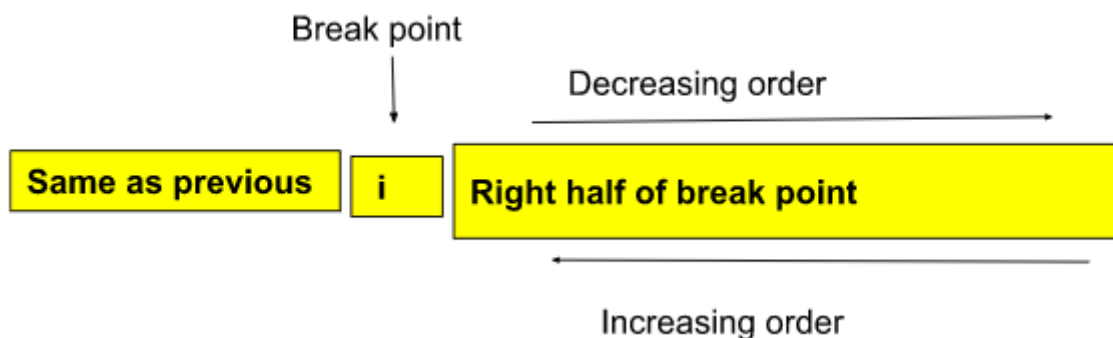 Break point
Decreasing order
Same as previous
i
Right half of break point
Increasing order